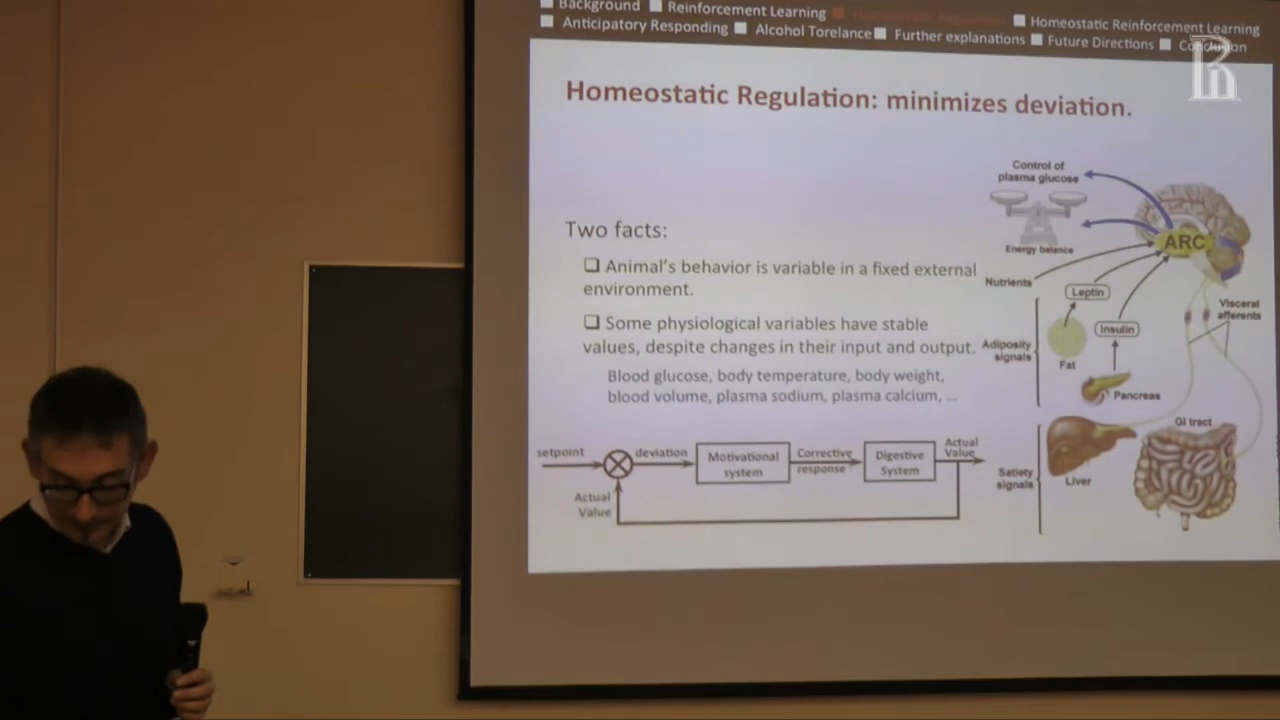 Background Reinforcement Learning Homeostatic Regulation Homeostatic Reinforcement Learning
Anticipatory Responding Alcohol Torelance Further explanations Future Directions Conclusion
Homeostatic Regulation: minimizes deviation.
Two facts:
Animal's behavior is variable in a fixed external
environment.
Some physiological variables have stable
values, despite changes in their input and output.
Blood glucose, body temperature, body weight,
blood volume, plasma sodium, plasma calcium, ...
setpoint
deviation
Motivational
system
Corrective
response
Digestive
System
Actual
Value
Actual
Value
Control of
plasma glucose
Energy balance
ARC
Nutrients
Leptin
Insulin
Visceral
afferents
Adiposity
signals
Fat
Pancreas
GI tract
Satiety
signals
Liver